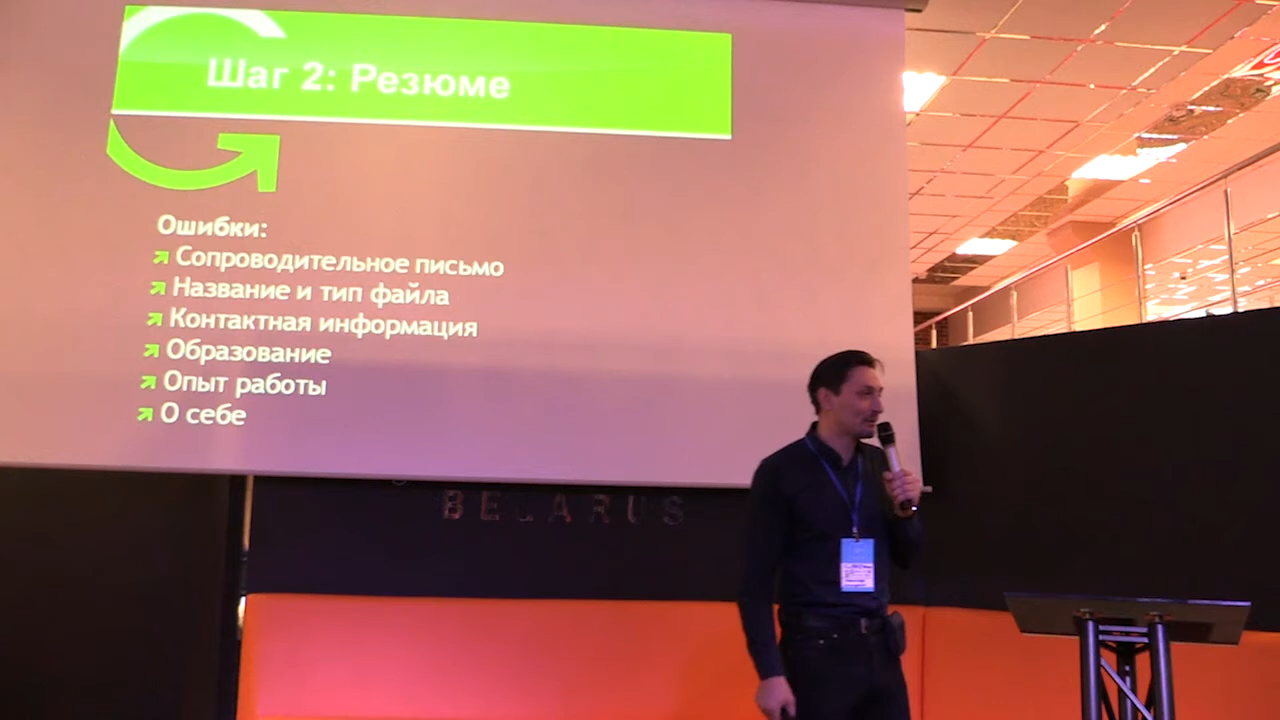 Шаг 2: Резюме
Ошибки:
Сопроводительное письмо
Название и тип файла
Контактная информация
Образование
Опыт работы
О себе
BELARUS